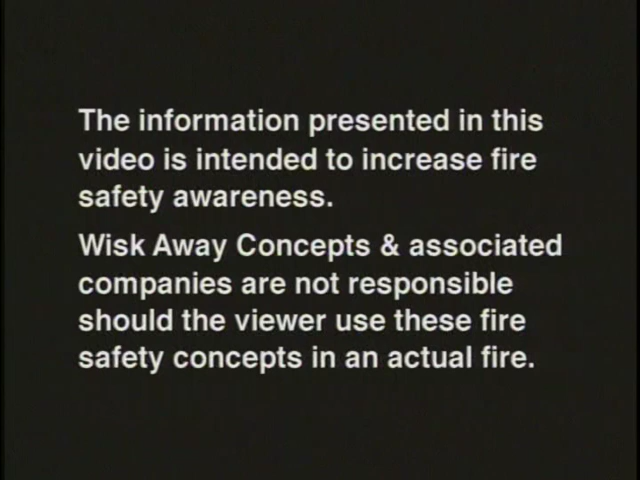 The information presented in this
video is intended to increase fire
safety awareness.
Wisk Away Concepts & associated
companies are not responsible
should the viewer use these fire
safety concepts in an actual fire.